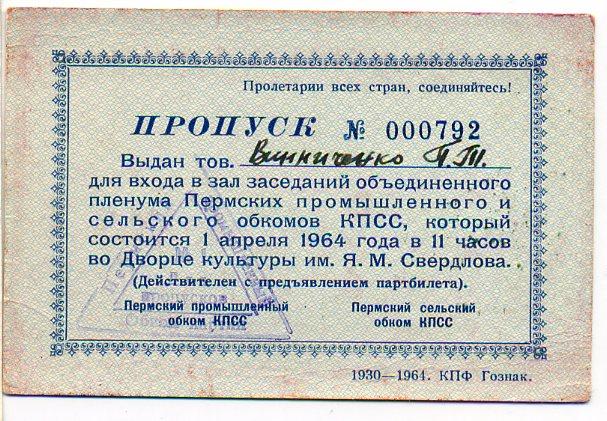 Пролетарии всех стран, соединяйтесь!
ПРОПУСК № 000792
Выдан тов. Винниченко П.Т.
для входа в зал заседаний объединенного
пленума Пермских промышленного и
сельского обкомов КПСС, который
состоится 1 апреля 1964 года в 11 часов
во Дворце культуры им. Я. М. Свердлова.
(Действителен с предъявлением партбилета).
Пермский промышленный
обком КПСС
Пермский сельский
обком КПСС
1930—1964. КПФ Гознак.